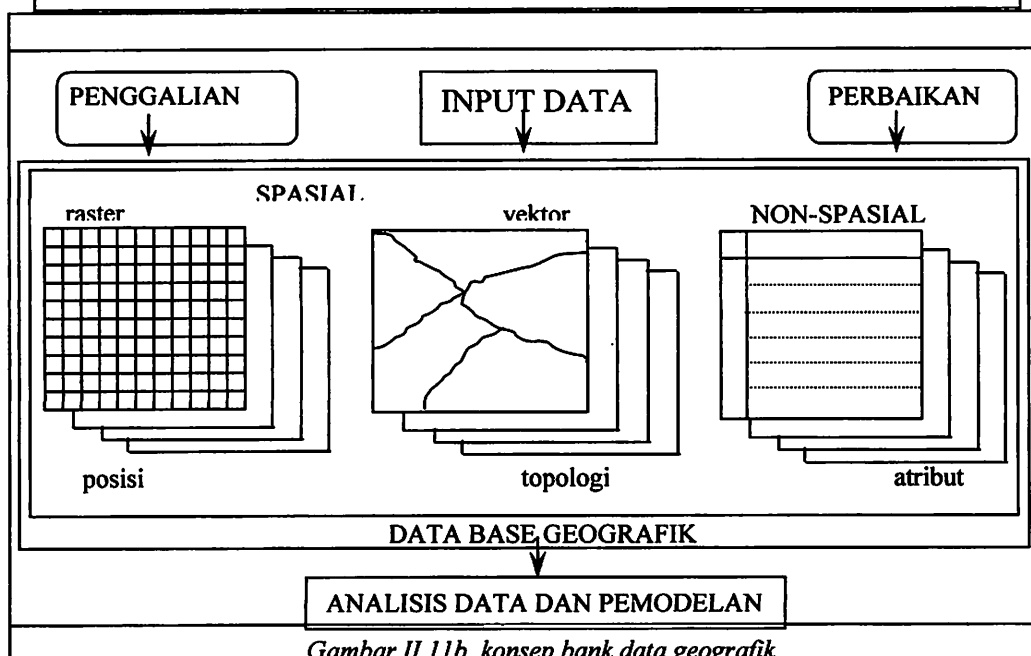 PENGGALIAN
INPUT DATA
PERBAIKAN
SPASIAL
raster
vektor
NON-SPASIAL
posisi
topologi
atribut
DATA BASE GEOGRAFIK
ANALISIS DATA DAN PEMODELAN
Gambar II.11b. konsep bank data geografik